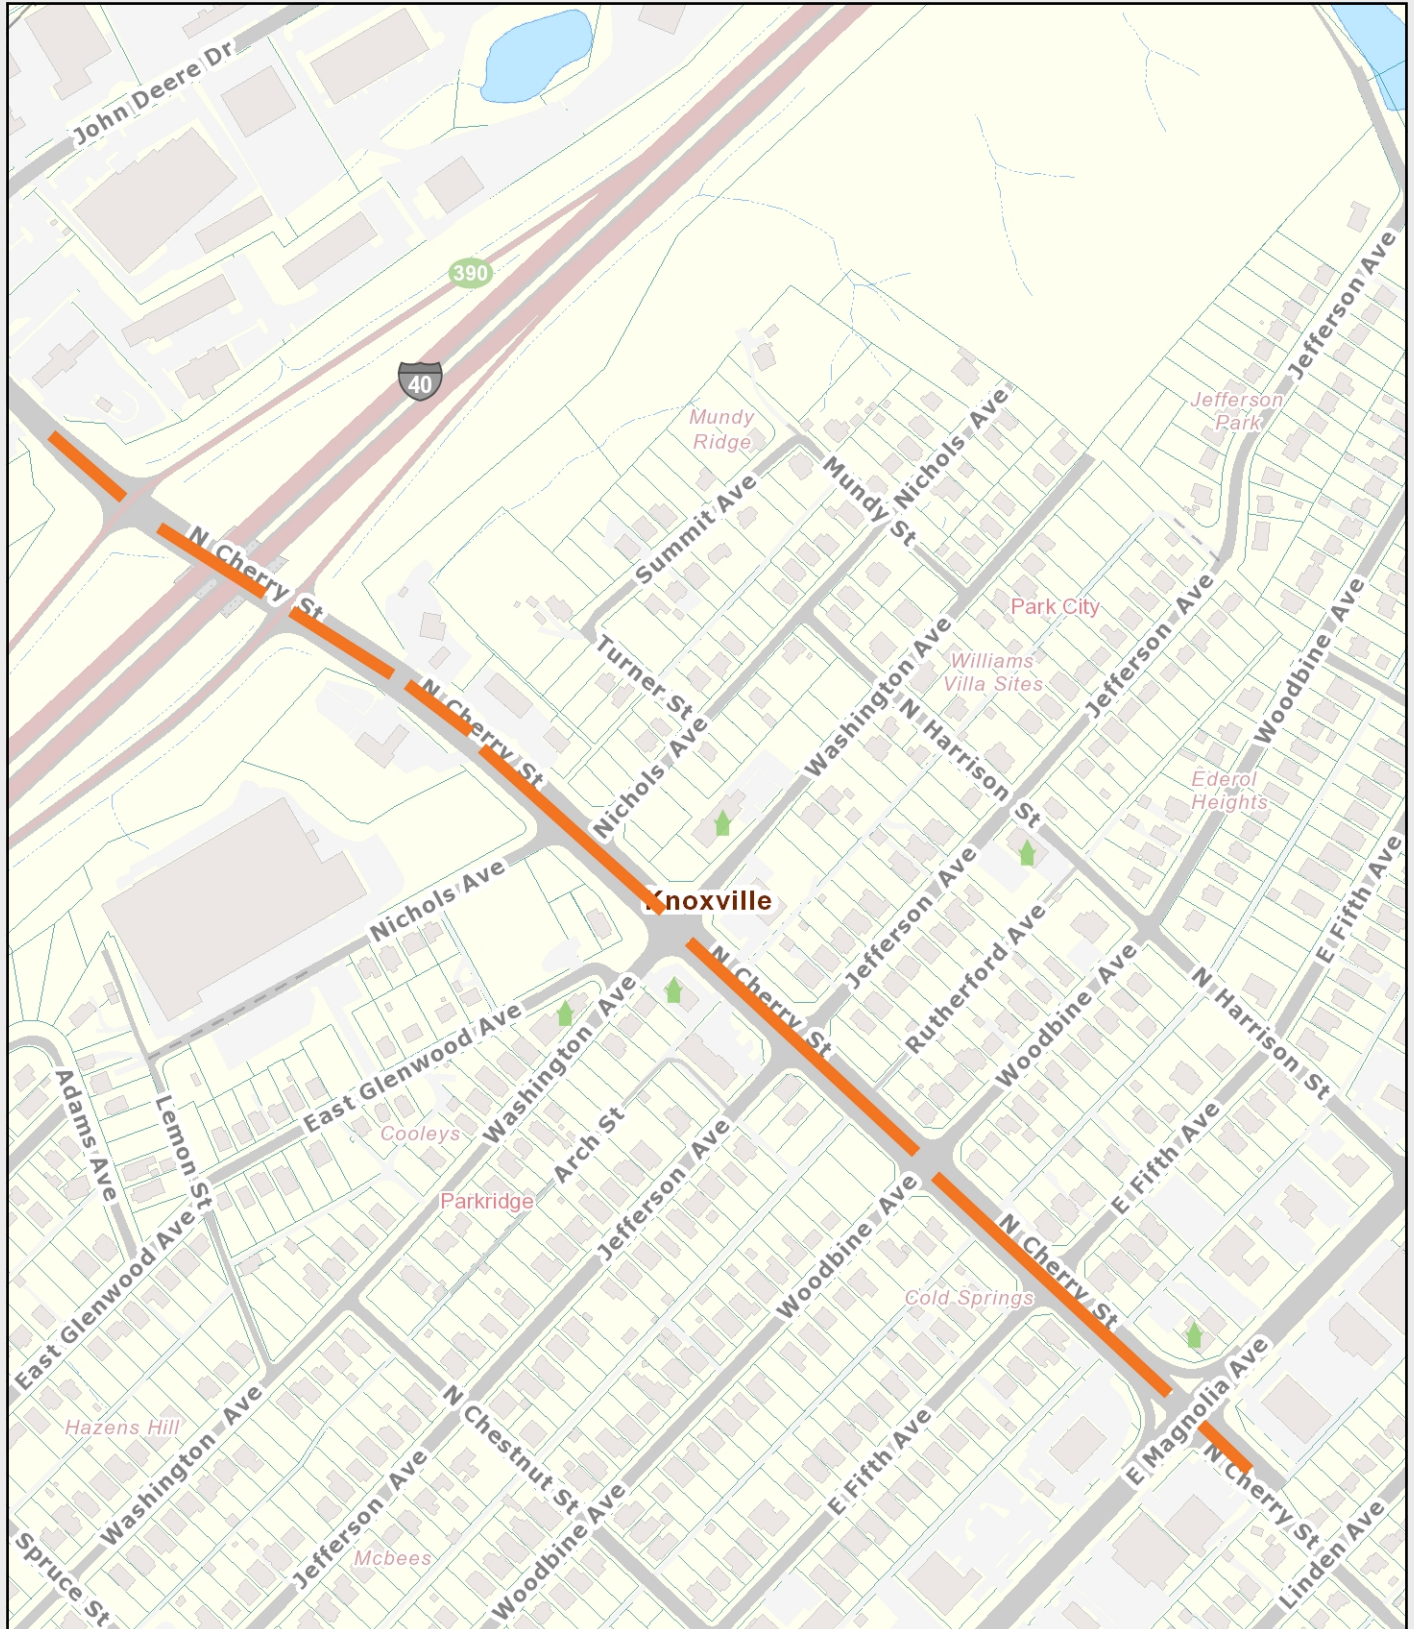 John Deere Dr
390
40
Jefferson Ave
Jefferson
Park
Nichols Ave
Mundy
Ridge
Mundy St
Summit Ave
N Cherry St
Woodbine Ave
Park City
Jefferson Ave
Washington Ave
Williams
Villa Sites
Turner St
N Cherry St
Nichols Ave
N Harrison St
Ederol
Heights
E Fifth Ave
Nichols Ave
Knoxville
Jefferson Ave
Rutherford Ave
N Cherry St
Woodbine Ave
N Harrison St
East Glenwood Ave
Washington Ave
Adams Ave
Lemon St
Cooleys
Arch St
Jefferson Ave
E Fifth Ave
Parkridge
Woodbine Ave
N Cherry St
East Glenwood Ave
Cold Springs
E Magnolia Ave
Hazens Hill
Washington Ave
N Chestnut St
E Fifth Ave
N Cherry St
Jefferson Ave
Mcbees
Woodbine Ave
Spruce St
Linden Ave